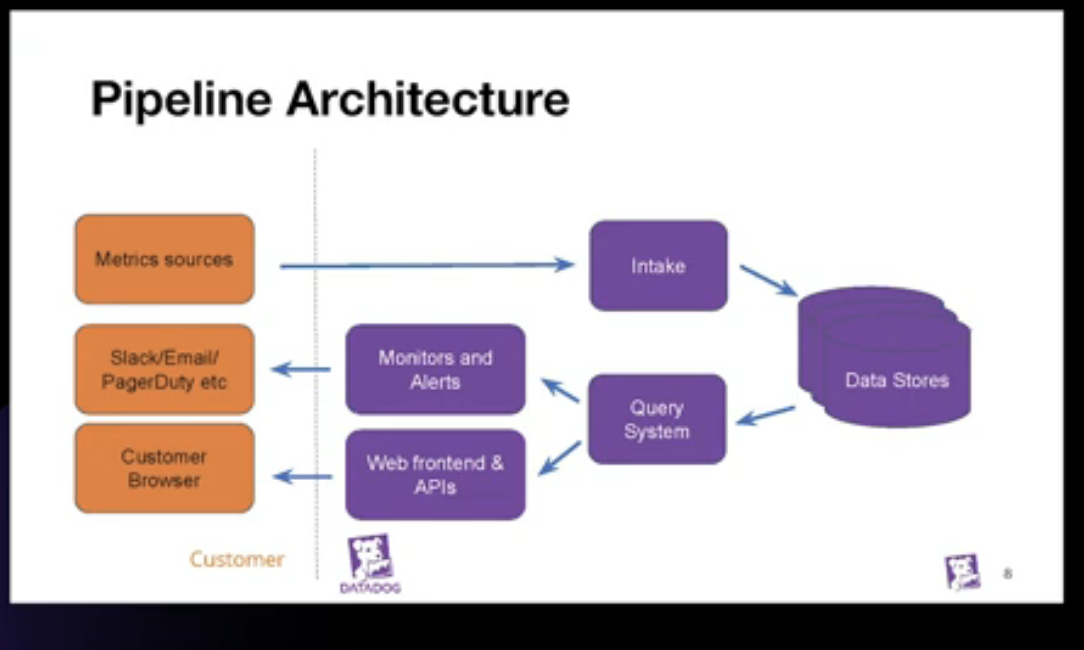 Pipeline Architecture
Metrics sources
Intake
Slack/Email/
PagerDuty etc
Monitors and
Alerts
Query
System
Data Stores
Customer
Browser
Web frontend &
APIs
Customer
DATADOG
8